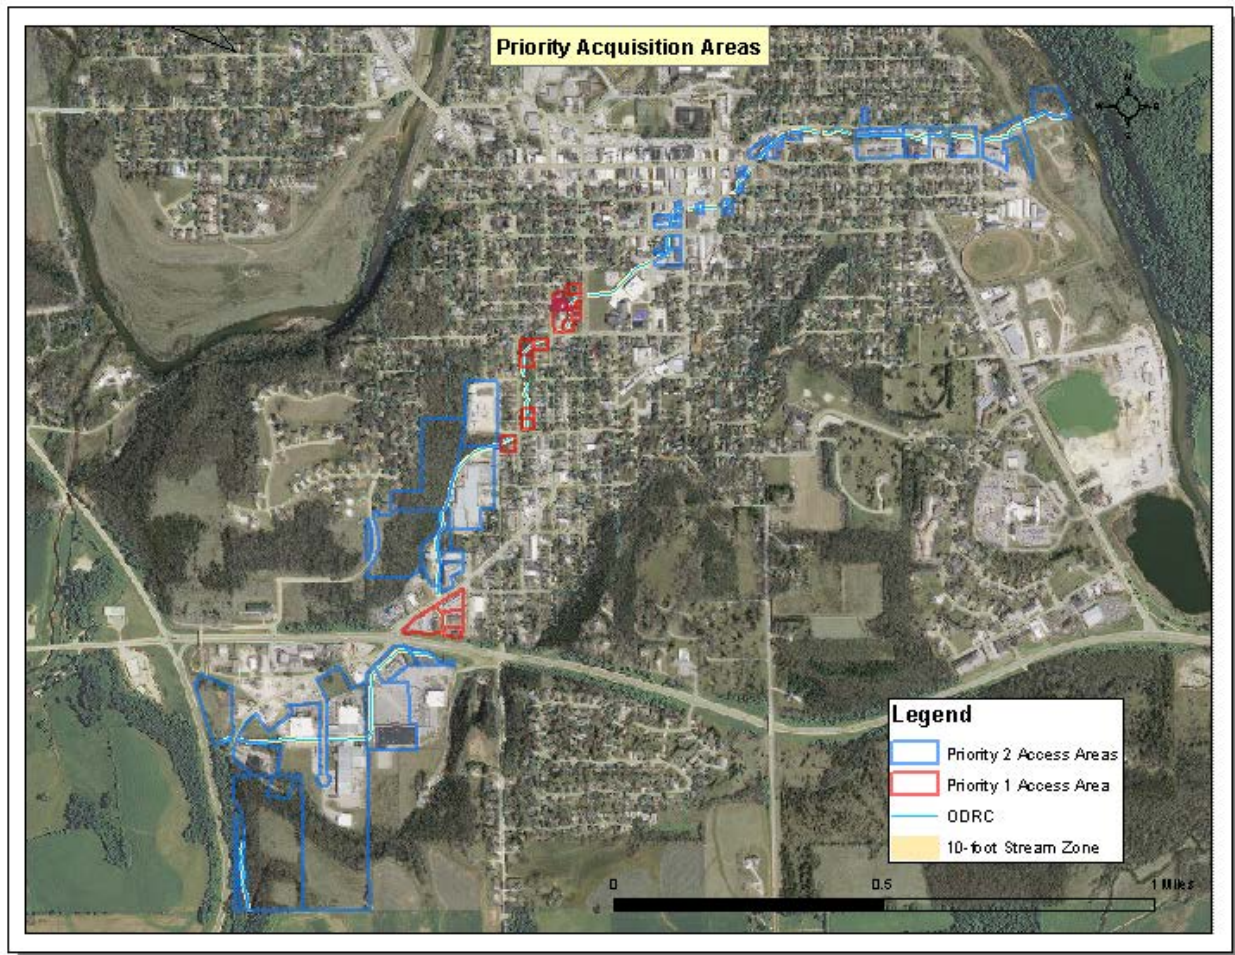 Priority Acquisition Areas
N
Legend
Priority 2 Access Areas
Priority 1 Access Area
ODRC
10-foot Stream Zone
0 0.5 1 Miles